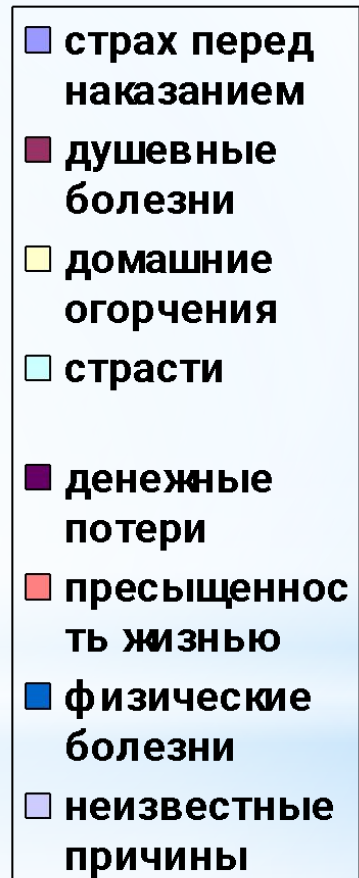 страх перед
наказанием
душевные
болезни
домашние
огорчения
страсти
денежные
потери
пресыщеннос
ть жизнью
физические
болезни
неизвестные
причины